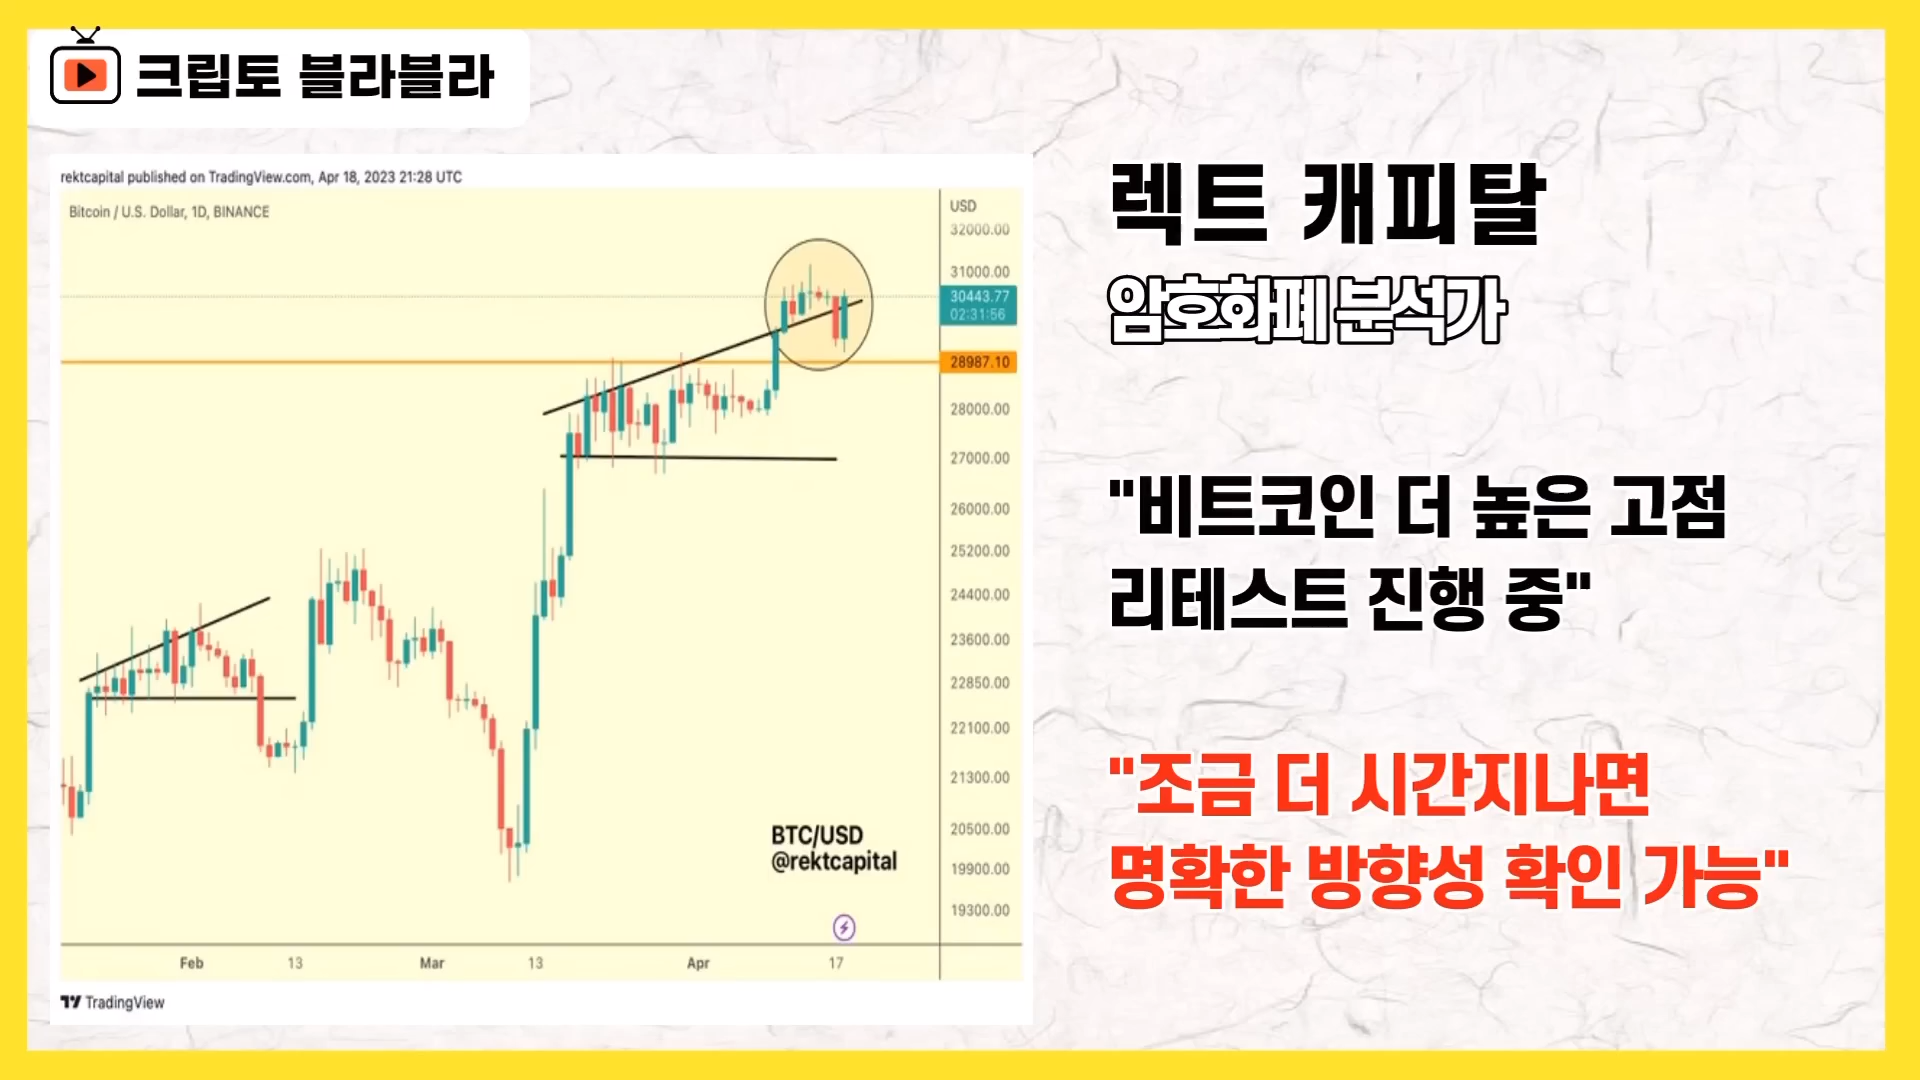 크립토 블라블라
rektcapital published on TradingView.com, Apr 18, 2023 21:28 UTC
Bitcoin / U.S. Dollar, 1D, BINANCE
USD
32000.00
31000.00
30443.77
02:31:56
28987.10
28000.00
27000.00
26000.00
25200.00
24400.00
23600.00
22850.00
22100.00
21300.00
20500.00
19900.00
19300.00
BTC/USD
@rektcapital
Feb 13 Mar 13 Apr 17
TradingView
렉트 캐피탈
암호화폐 분석가
"비트코인 더 높은 고점
리테스트 진행 중"
"조금 더 시간지나면
명확한 방향성 확인 가능"